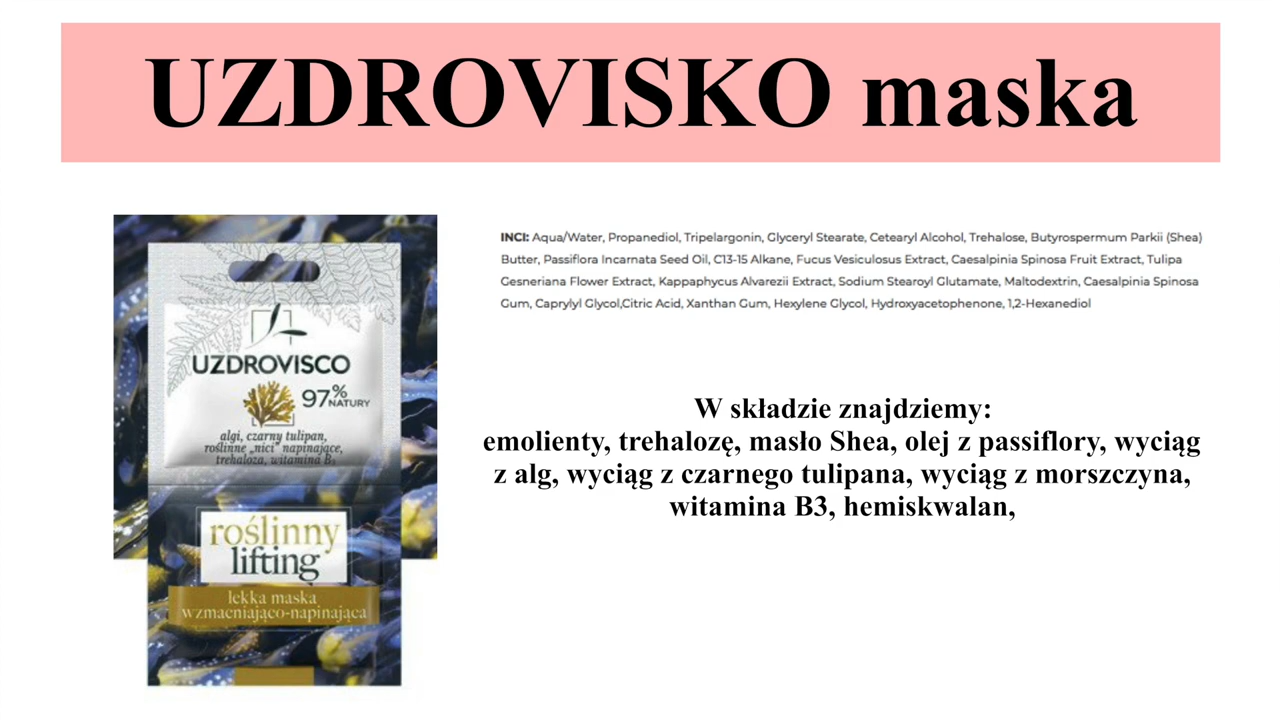 UZDROVISKO maska
UZDROVISCO
97% NATURY
algi, czarny tulipan,
roślinne „nici" napinające,
trehaloza, witamina B3
roślinny
lifting
lekka maska
wzmacniająco-napinająca
INCI: Aqua/Water, Propanediol, Tripelargonin, Glyceryl Stearate, Cetearyl Alcohol, Trehalose, Butyrospermum Parkii (Shea)
Butter, Passiflora Incarnata Seed Oil, C13-15 Alkane, Fucus Vesiculosus Extract, Caesalpinia Spinosa Fruit Extract, Tulipa
Gesneriana Flower Extract, Kappaphycus Alvarezii Extract, Sodium Stearoyl Glutamate, Maltodextrin, Caesalpinia Spinosa
Gum, Caprylyl Glycol,Citric Acid, Xanthan Gum, Hexylene Glycol, Hydroxyacetophenone, 1,2-Hexanediol
W składzie znajdziemy:
emolienty, trehalozę, masło Shea, olej z passiflory, wyciąg
z alg, wyciąg z czarnego tulipana, wyciąg z morszczyna,
witamina B3, hemiskwalan,